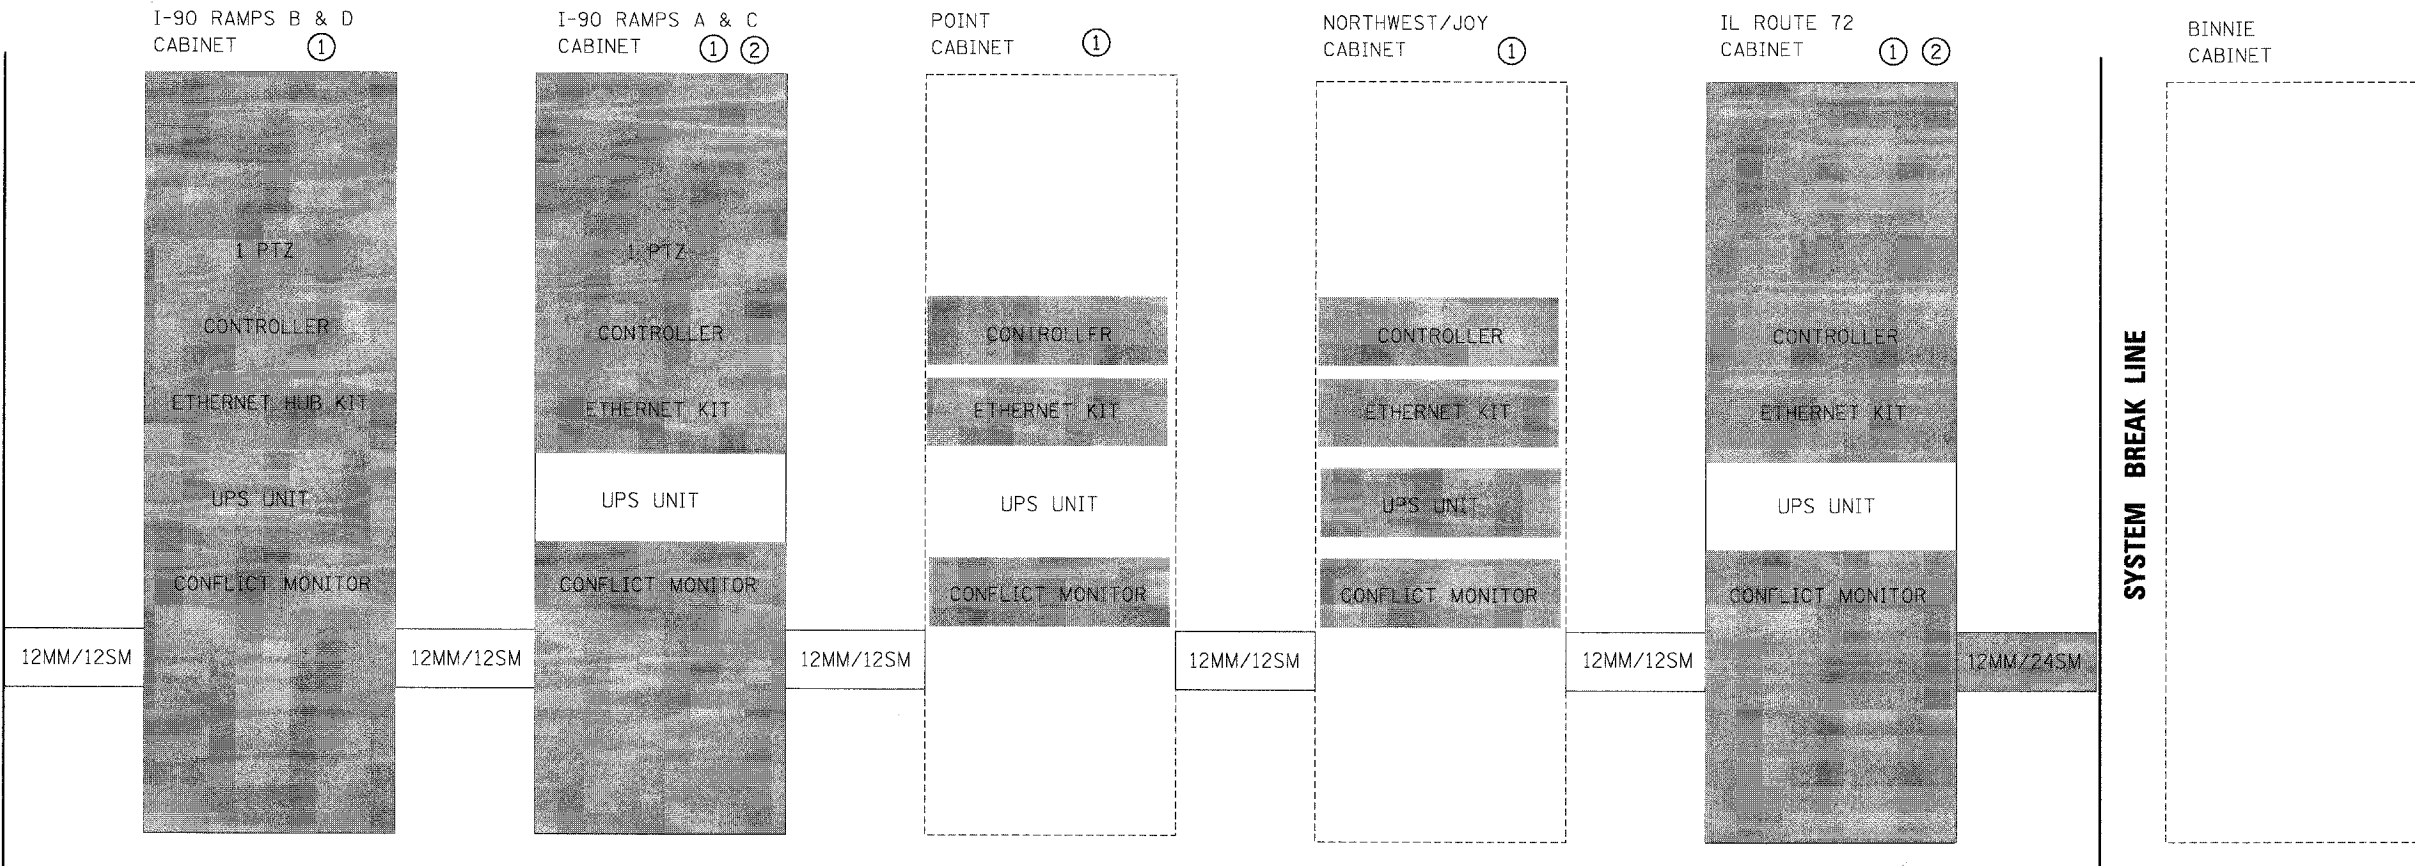 I-90 RAMPS B & D
CABINET ①
1 PTZ
CONTROLLER
ETHERNET HUB KIT
UPS UNIT
CONFLICT MONITOR
12MM/12SM
12MM/12SM
I-90 RAMPS A & C
CABINET ① ②
1 PTZ
CONTROLLER
ETHERNET KIT
UPS UNIT
CONFLICT MONITOR
12MM/12SM
POINT
CABINET ①
CONTROLLER
ETHERNET KIT
UPS UNIT
CONFLICT MONITOR
12MM/12SM
NORTHWEST/JOY
CABINET ①
CONTROLLER
ETHERNET KIT
UPS UNIT
CONFLICT MONITOR
12MM/12SM
IL ROUTE 72
CABINET ① ②
CONTROLLER
ETHERNET KIT
UPS UNIT
CONFLICT MONITOR
12MM/24SM
SYSTEM BREAK LINE
BINNIE
CABINET